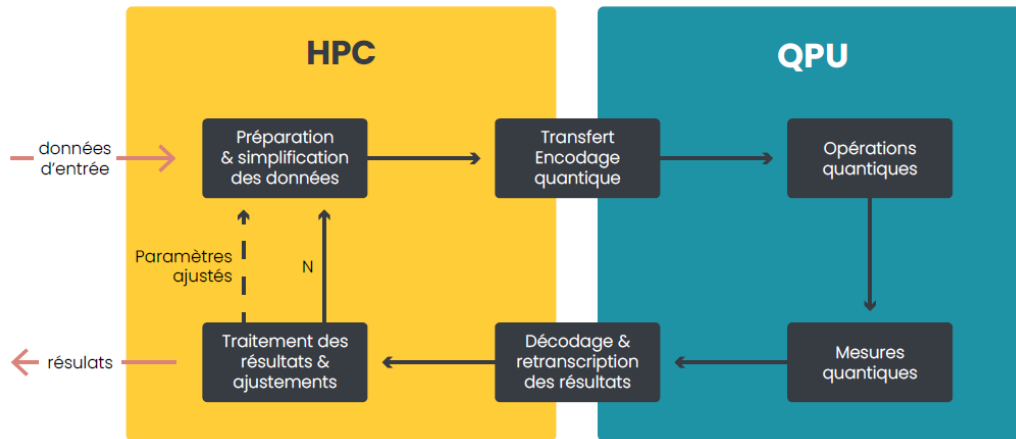 HPC
QPU
données
d'entrée
Préparation
& simplification
des données
Transfert
Encodage
quantique
Opérations
quantiques
Paramètres
ajustés
N
résulats
Traitement des
résultats &
ajustements
Décodage &
retranscription
des résultats
Mesures
quantiques